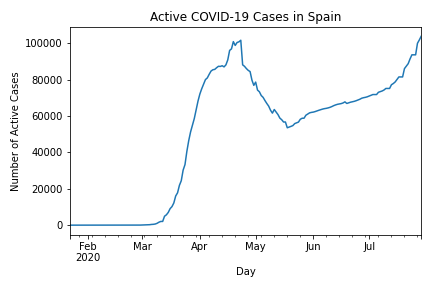 Active COVID-19 Cases in Spain
Number of Active Cases
100000
80000
60000
40000
20000
0
Feb Mar Apr May Jun Jul
2020
Day